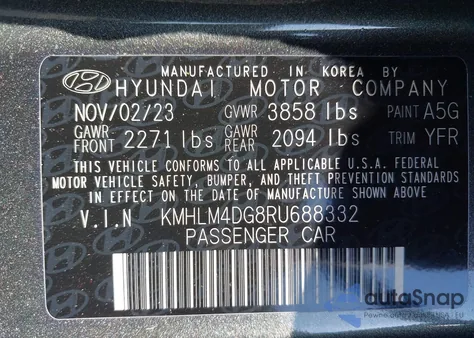 MANUFACTURED IN KOREA BY
HYUNDAI MOTOR COMPANY
NOV/02/23 GVWR 3858 lbs PAINT A5G
GAWR FRONT 2271 lbs GAWR REAR 2094 lbs TRIM YFR
THIS VEHICLE CONFORMS TO ALL APPLICABLE U.S.A. FEDERAL
MOTOR VEHICLE SAFETY, BUMPER, AND THEFT PREVENTION STANDARDS
IN EFFECT ON THE DATE OF MANUFACTURE SHOWN ABOVE.
V.I.N KMHLM4DG8RU688332
PASSENGER CAR
autoSnap